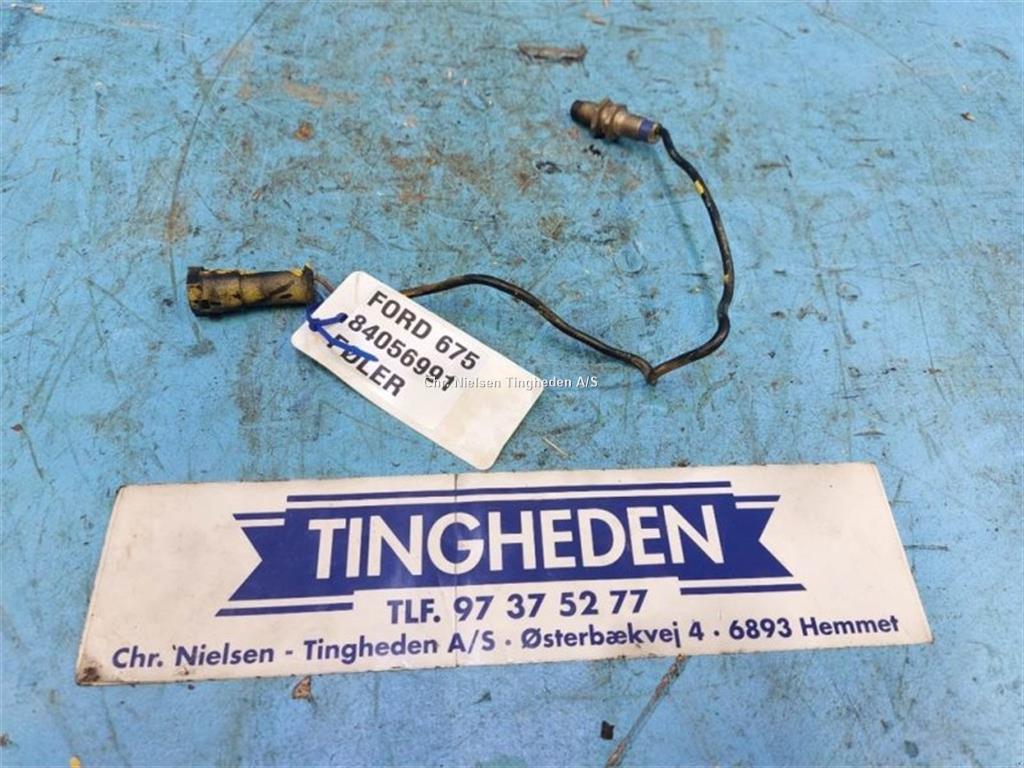 FORD 675
84056991
FØLER
Chr. Nielsen Tingheden A/S
TINGHEDEN
TLF. 97 37 52 77
Chr. Nielsen - Tingheden A/S · Østerbækvej 4 · 6893 Hemmet